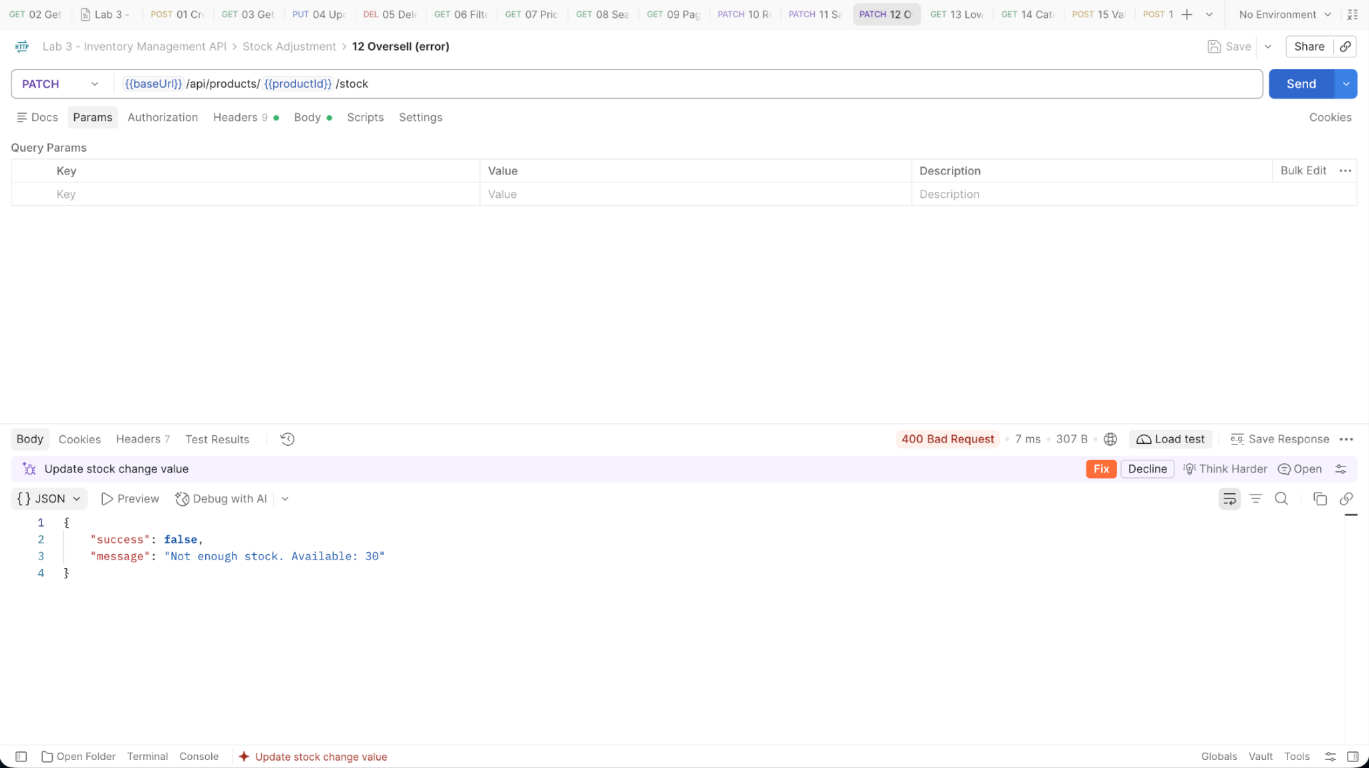 GET 02 Get Lab 3 - POST 01 Cr GET 03 Get PUT 04 Upd DEL 05 Dele GET 06 Filt GET 07 Pric GET 08 Sea GET 09 Pag PATCH 10 R PATCH 11 Sa PATCH 12 O GET 13 Low GET 14 Cat POST 15 Val POST 1 No Environment
HTTP Lab 3 - Inventory Management API > Stock Adjustment > 12 Oversell (error) Save Share
PATCH {{baseUrl}} /api/products/ {{productId}} /stock Send
Docs Params Authorization Headers 9 Body Scripts Settings Cookies
Query Params
Key Value Description Bulk Edit
Key Value Description
Body Cookies Headers 7 Test Results 400 Bad Request • 7 ms • 307 B • Load test e.g. Save Response
Update stock change value Fix Decline Think Harder Open
{} JSON Preview Debug with AI
1 {
2 "success": false,
3 "message": "Not enough stock. Available: 30"
4 }
Open Folder Terminal Console Update stock change value Globals Vault Tools